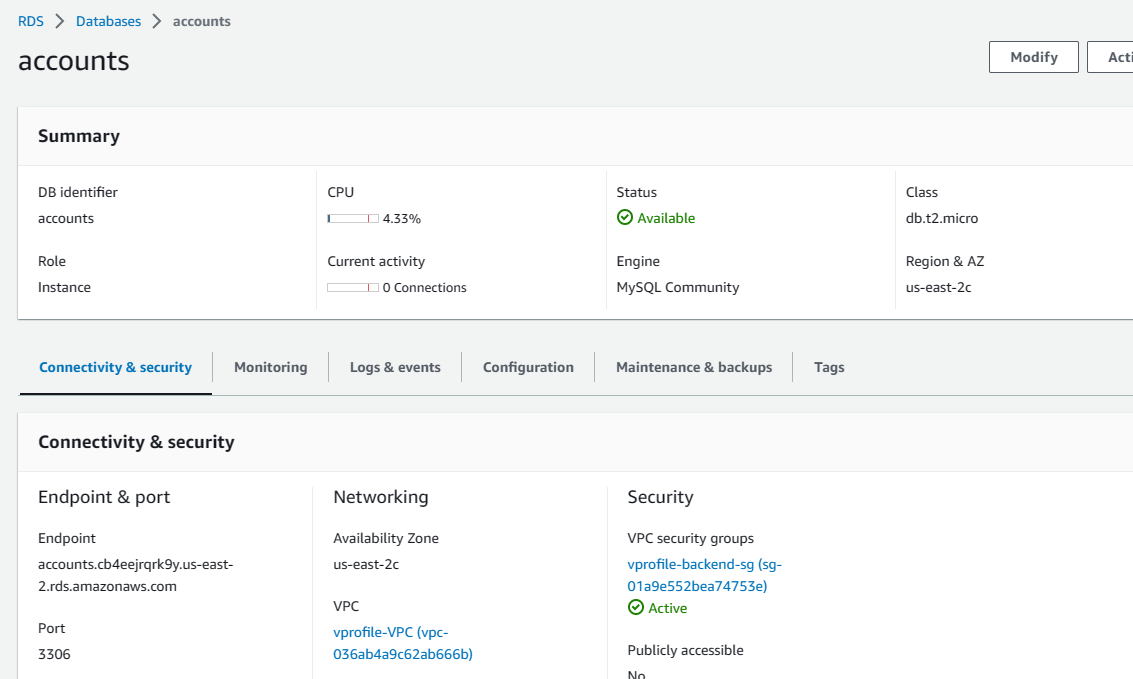 RDS > Databases > accounts
accounts
Modify
Acti
Summary
DB identifier
accounts
CPU
4.33%
Status
Available
Class
db.t2.micro
Role
Instance
Current activity
0 Connections
Engine
MySQL Community
Region & AZ
us-east-2c
Connectivity & security
Monitoring
Logs & events
Configuration
Maintenance & backups
Tags
Connectivity & security
Endpoint & port
Endpoint
accounts.cb4eejrqrk9y.us-east-
2.rds.amazonaws.com
Port
3306
Networking
Availability Zone
us-east-2c
VPC
vprofile-VPC (vpc-
036ab4a9c62ab666b)
Security
VPC security groups
vprofile-backend-sg (sg-
01a9e552bea74753e)
Active
Publicly accessible
No